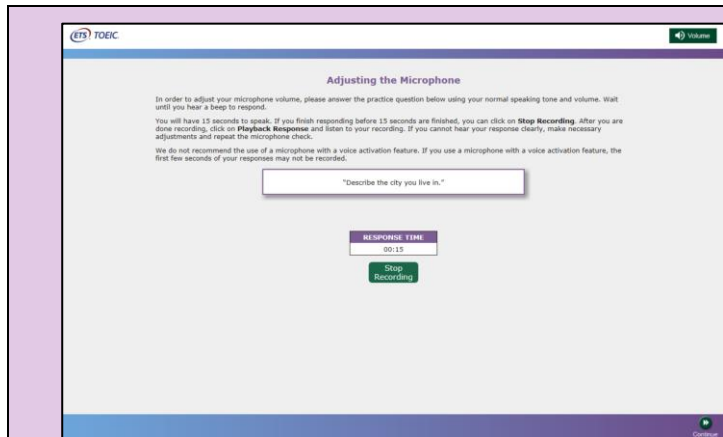 ETS TOEIC
Volume
Adjusting the Microphone
In order to adjust your microphone volume, please answer the practice question below using your normal speaking tone and volume. Wait
until you hear a beep to respond.
You will have 15 seconds to speak. If you finish responding before 15 seconds are finished, you can click on Stop Recording. After you are
done recording, click on Playback Response and listen to your recording. If you cannot hear your response clearly, make necessary
adjustments and repeat the microphone check.
We do not recommend the use of a microphone with a voice activation feature. If you use a microphone with a voice activation feature, the
first few seconds of your responses may not be recorded.
"Describe the city you live in."
RESPONSE TIME
00:15
Stop
Recording
Continue